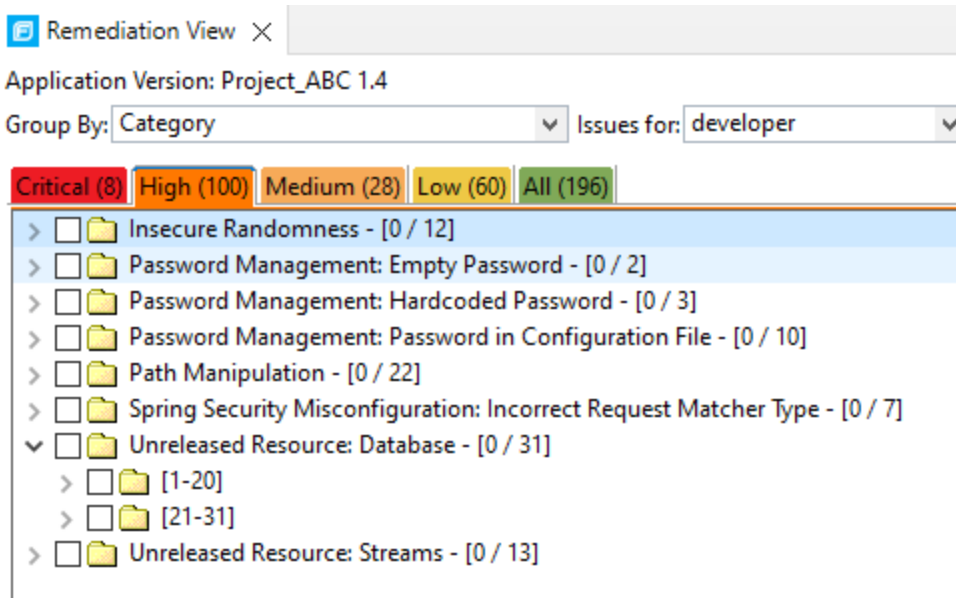 Remediation View
Application Version: Project_ABC 1.4
Group By: Category Issues for: developer
Critical (8) High (100) Medium (28) Low (60) All (196)
Insecure Randomness - [0 / 12]
Password Management: Empty Password - [0 / 2]
Password Management: Hardcoded Password - [0 / 3]
Password Management: Password in Configuration File - [0 / 10]
Path Manipulation - [0 / 22]
Spring Security Misconfiguration: Incorrect Request Matcher Type - [0 / 7]
Unreleased Resource: Database - [0 / 31]
[1-20]
[21-31]
Unreleased Resource: Streams - [0 / 13]